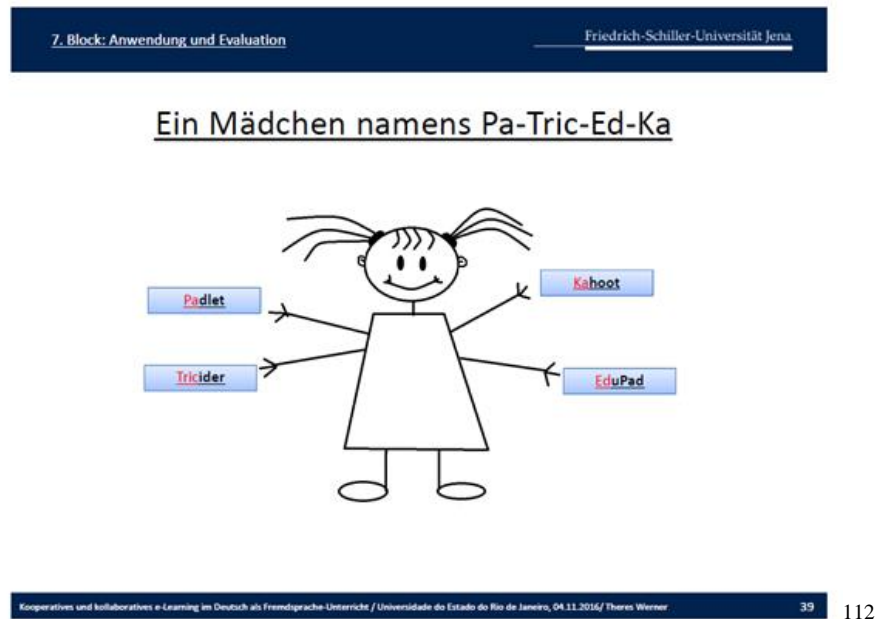 7. Block: Anwendung und Evaluation
Friedrich-Schiller-Universität Jena
Ein Mädchen namens Pa-Tric-Ed-Ka
Padlet
Kahoot
Tricider
EduPad
Kooperatives und kollaboratives e-Learning im Deutsch als Fremdsprache-Unterricht / Universidade do Estado do Rio de Janeiro, 04.11.2016/ Theres Werner
39
112